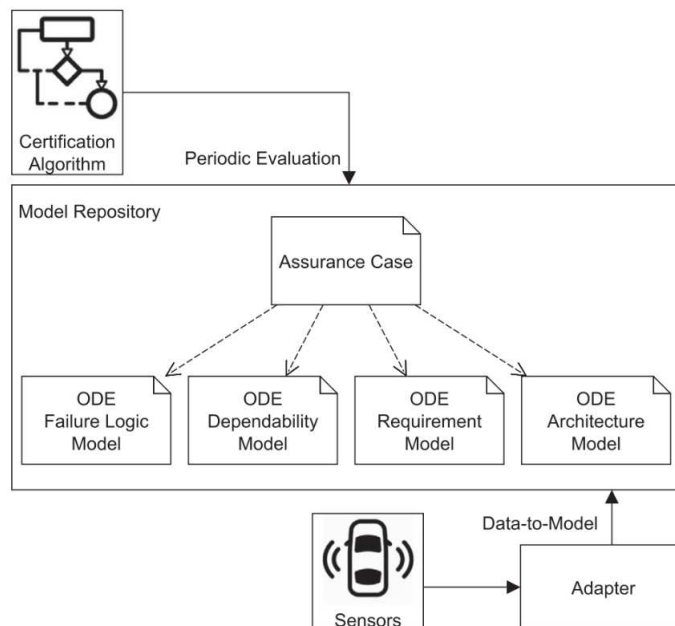 Certification
Algorithm
Periodic Evaluation
Model Repository
Assurance Case
ODE
Failure Logic
Model
ODE
Dependability
Model
ODE
Requirement
Model
ODE
Architecture
Model
Data-to-Model
Sensors
Adapter